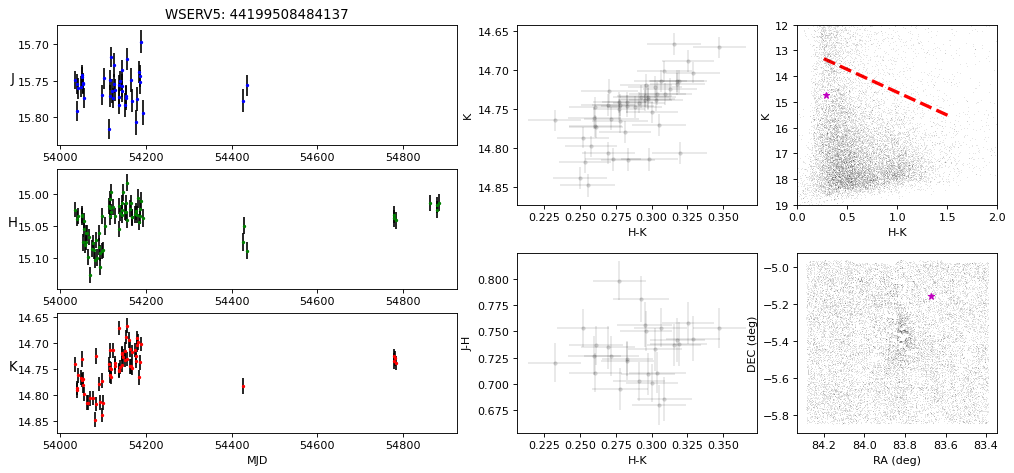 WSERV5: 44199508484137
J
15.70
15.75
15.80
54000 54200 54400 54600 54800
H
15.00
15.05
15.10
54000 54200 54400 54600 54800
K
14.65
14.70
14.75
14.80
14.85
54000 54200 54400 54600 54800
MJD
K
14.65
14.70
14.75
14.80
14.85
0.225 0.250 0.275 0.300 0.325 0.350
H-K
J-H
0.800
0.775
0.750
0.725
0.700
0.675
0.225 0.250 0.275 0.300 0.325 0.350
H-K
K
12
13
14
15
16
17
18
19
0.0 0.5 1.0 1.5 2.0
H-K
DEC (deg)
−5.0
−5.2
−5.4
−5.6
−5.8
84.2 84.0 83.8 83.6 83.4
RA (deg)